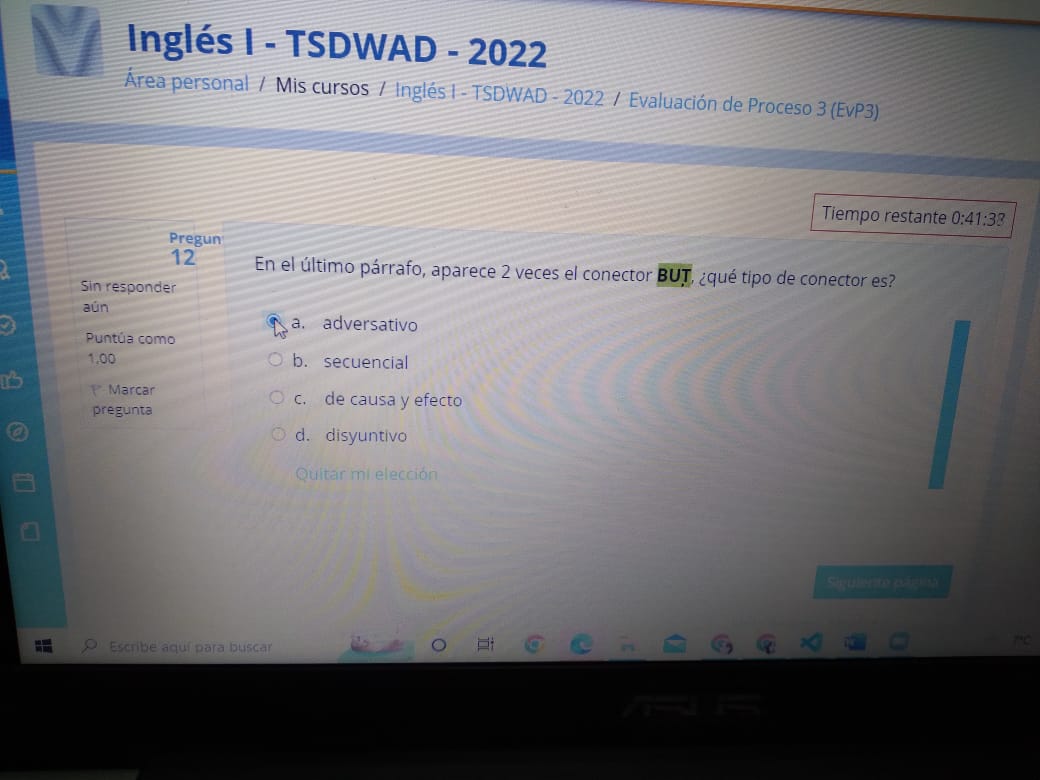 Inglés I - TSDWAD - 2022
Área personal / Mis cursos / Inglés I - TSDWAD - 2022 / Evaluación de Proceso 3 (EvP3)
Tiempo restante 0:41:38
Pregun
12
Sin responder
aún
Puntúa como
1,00
Marcar
pregunta
En el último párrafo, aparece 2 veces el conector BUT, ¿qué tipo de conector es?
a. adversativo
b. secuencial
c. de causa y efecto
d. disyuntivo
Quitar mi elección
Siguiente página
Escribe aquí para buscar
7°C
ASUS